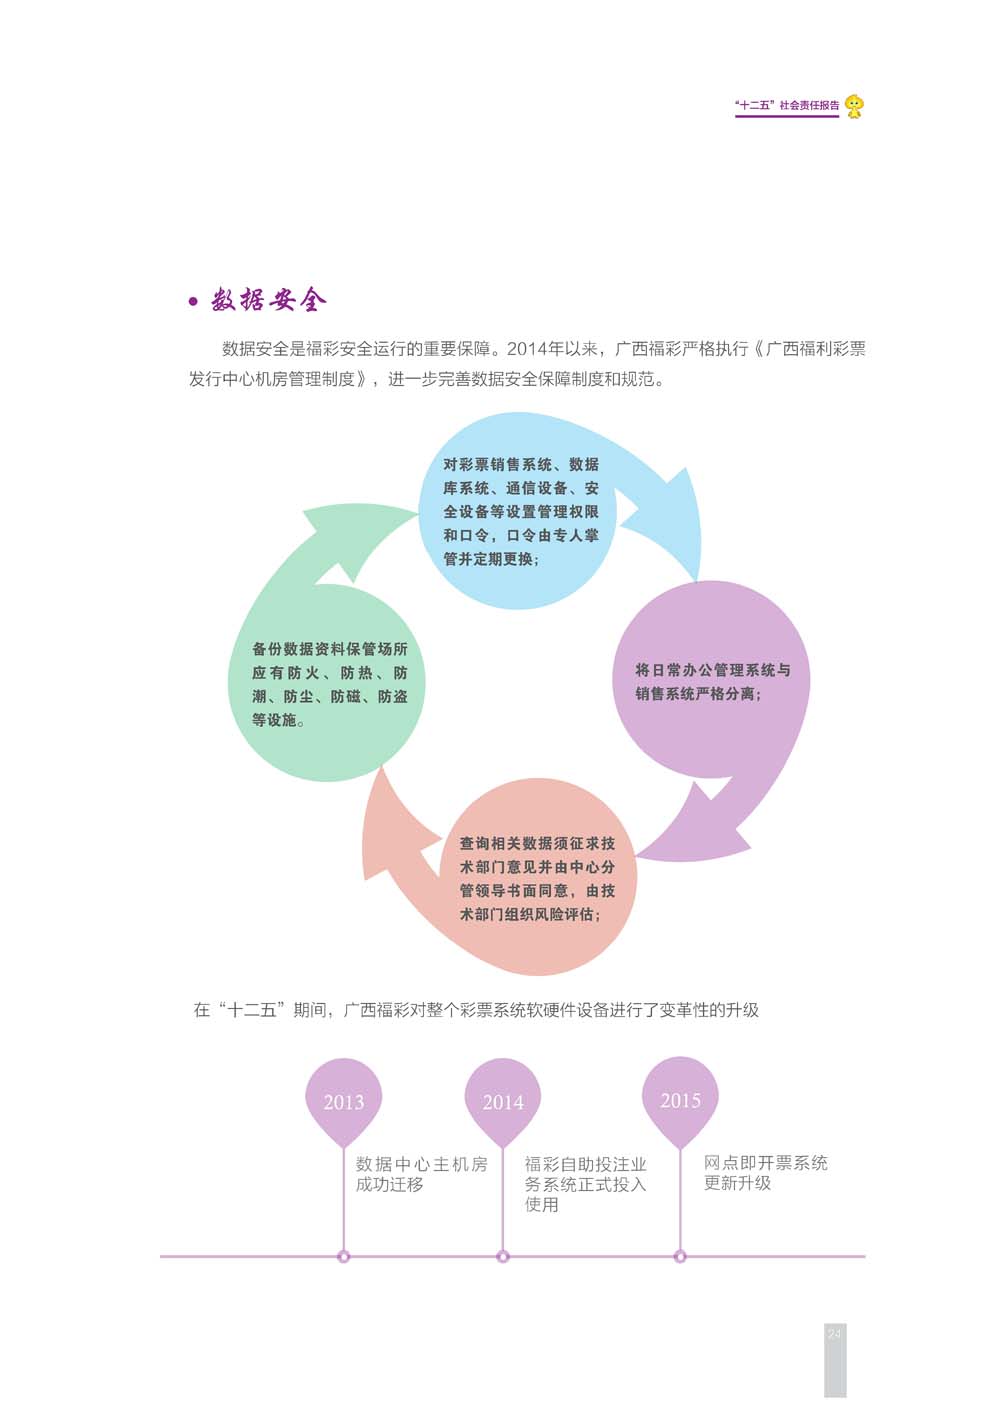 “十二五”社会责任报告
• 数据安全
数据安全是福彩安全运行的重要保障。2014年以来，广西福彩严格执行《广西福利彩票
发行中心机房管理制度》，进一步完善数据安全保障制度和规范。
对彩票销售系统、数据
库系统、通信设备、安
全设备等设置管理权限
和口令，口令由专人掌
管并定期更换；
将日常办公管理系统与
销售系统严格分离；
查询相关数据须征求技
术部门意见并由中心分
管领导书面同意，由技
术部门组织风险评估；
备份数据资料保管场所
应有防火、防热、防
潮、防尘、防磁、防盗
等设施。
在“十二五”期间，广西福彩对整个彩票系统软硬件设备进行了变革性的升级
2013
数据中心主机房
成功迁移
2014
福彩自助投注业
务系统正式投入
使用
2015
网点即开票系统
更新升级
24